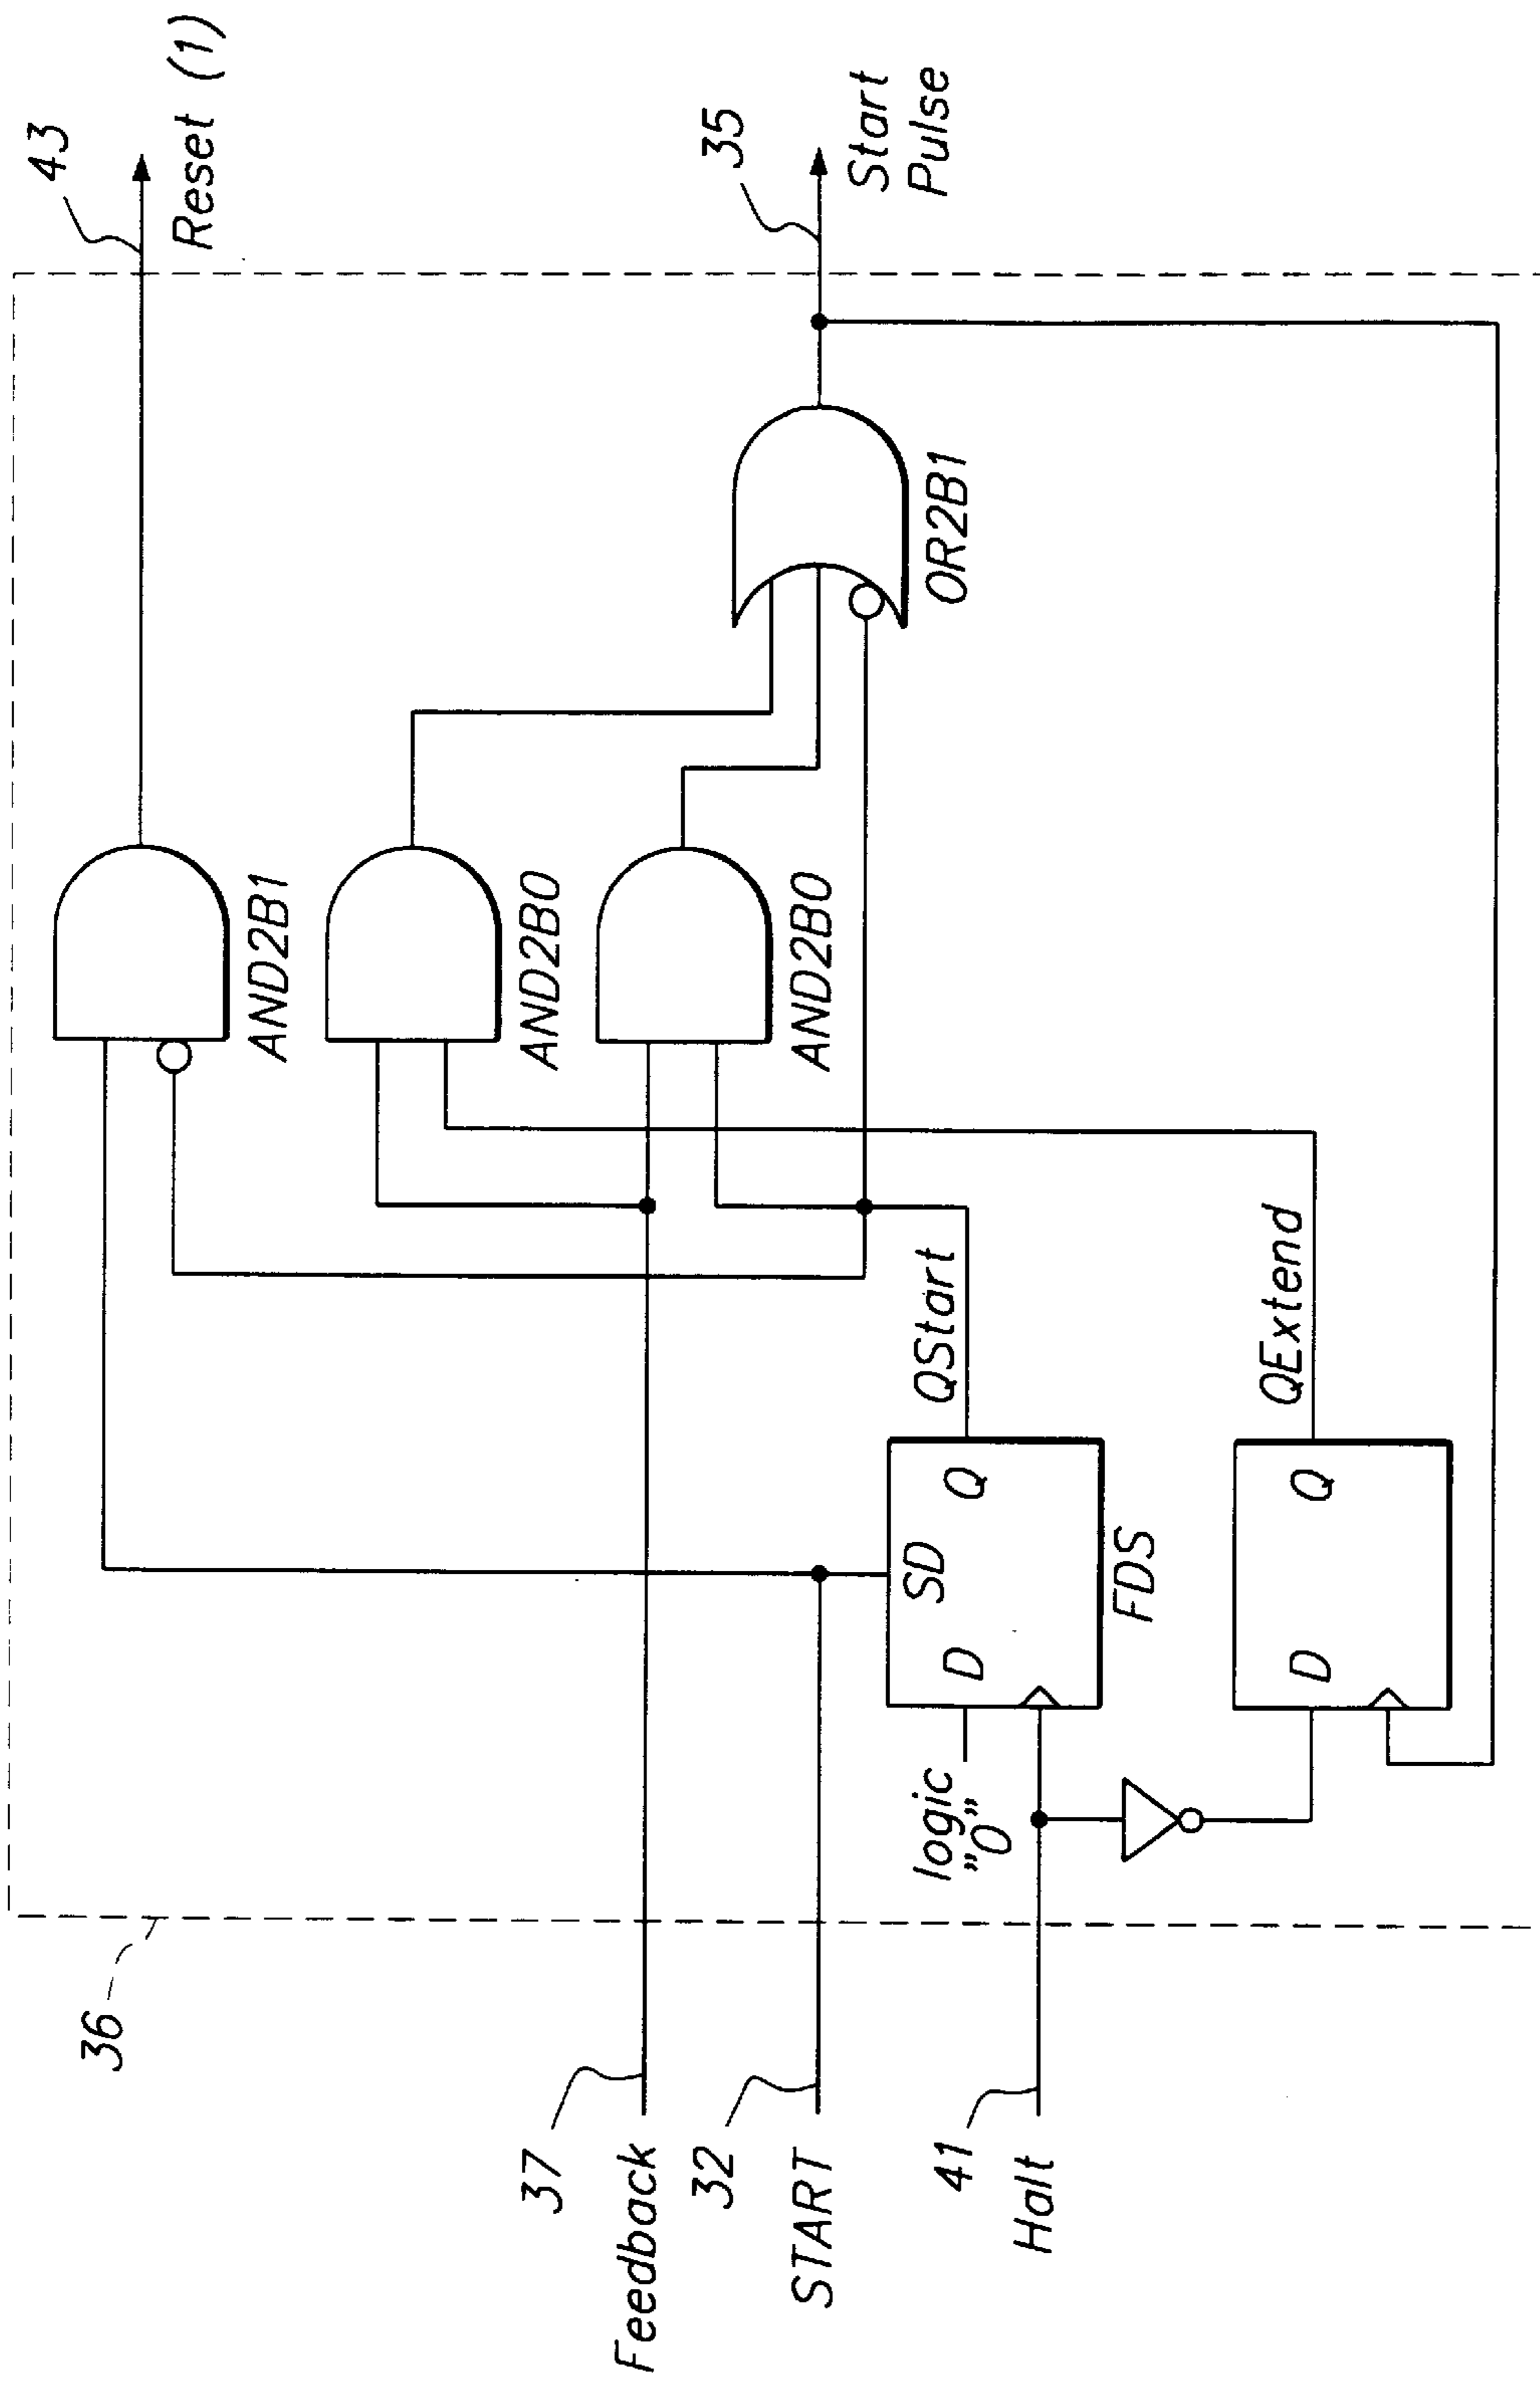 36
43
Reset (1)
AND2B1
AND2B0
AND2B0
37
Feedback
32
START
35
Start
Pulse
OR2B1
QStart
SD
D
Q
FDS
logic
"0"
41
Halt
QExtend
D
Q